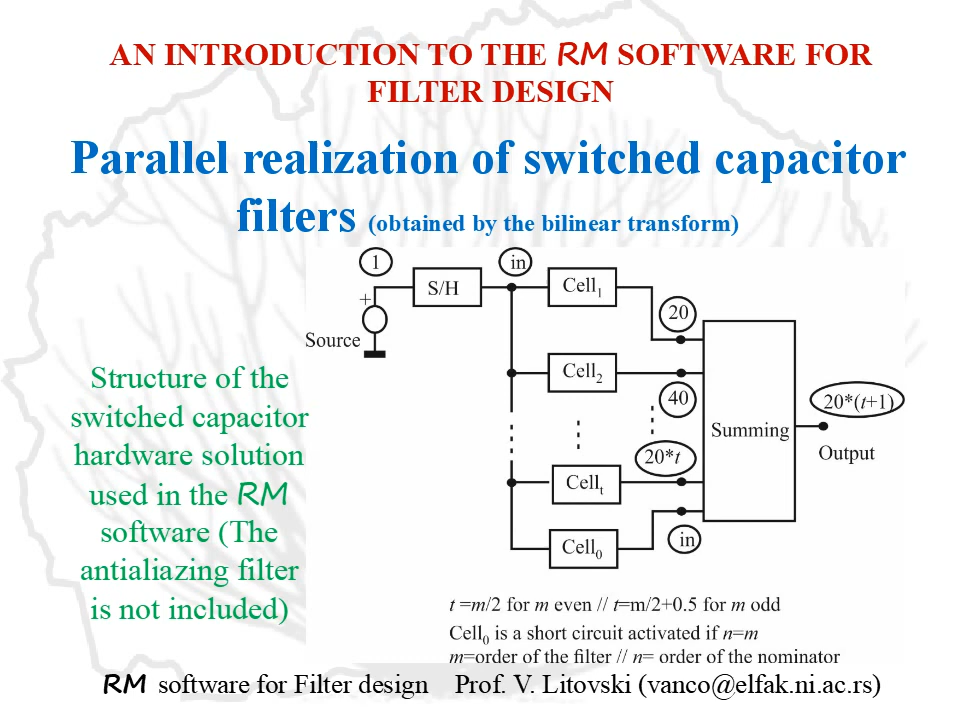 AN INTRODUCTION TO THE RM SOFTWARE FOR
FILTER DESIGN
Parallel realization of switched capacitor
filters (obtained by the bilinear transform)
1
in
S/H
Cell1
+
20
Source
Cell2
Structure of the
switched capacitor
hardware solution
used in the RM
software (The
antialiazing filter
is not included)
40
20*(t+1)
Summing
20*t
Output
Cellt
Cell0
in
t =m/2 for m even // t=m/2+0.5 for m odd
Cell0 is a short circuit activated if n=m
m=order of the filter // n= order of the nominator
RM software for Filter design Prof. V. Litovski (vanco@elfak.ni.ac.rs)